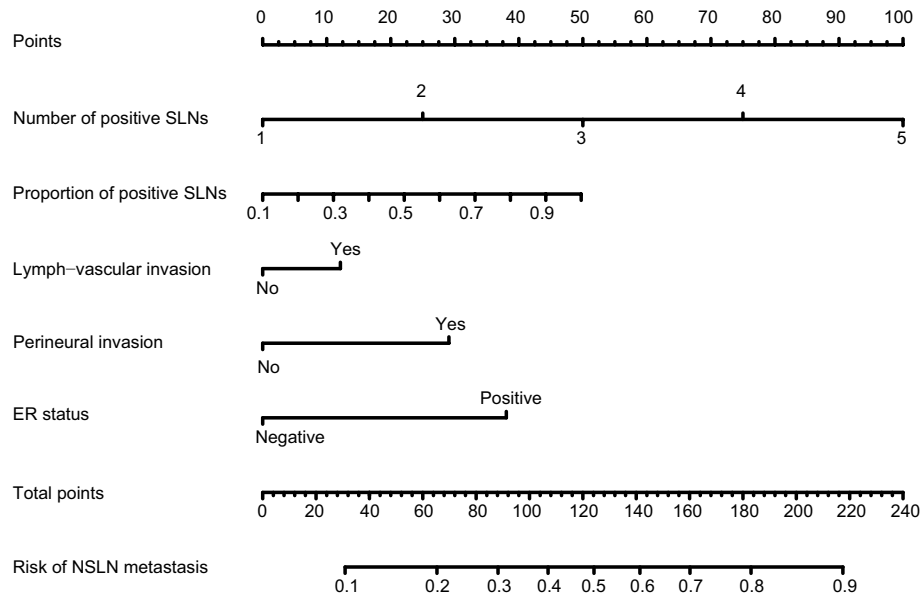 0 10 20 30 40 50 60 70 80 90 100
Points
2 4
Number of positive SLNs
1 3 5
Proportion of positive SLNs
0.1 0.3 0.5 0.7 0.9
Yes
Lymph−vascular invasion
No
Yes
Perineural invasion
No
Positive
ER status
Negative
Total points
0 20 40 60 80 100 120 140 160 180 200 220 240
Risk of NSLN metastasis
0.1 0.2 0.3 0.4 0.5 0.6 0.7 0.8 0.9